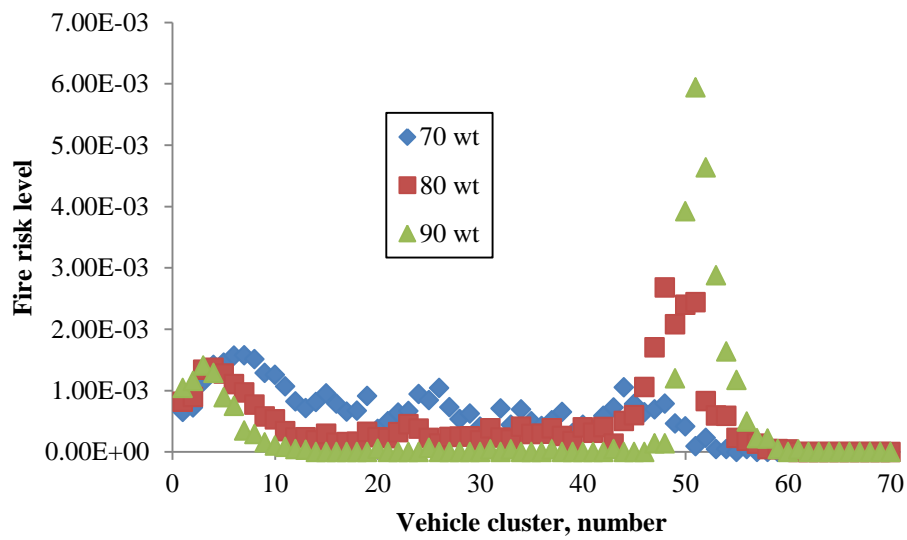 7.00E-03
6.00E-03
5.00E-03
4.00E-03
3.00E-03
2.00E-03
1.00E-03
0.00E+00
Fire risk level
70 wt
80 wt
90 wt
0 10 20 30 40 50 60 70
Vehicle cluster, number